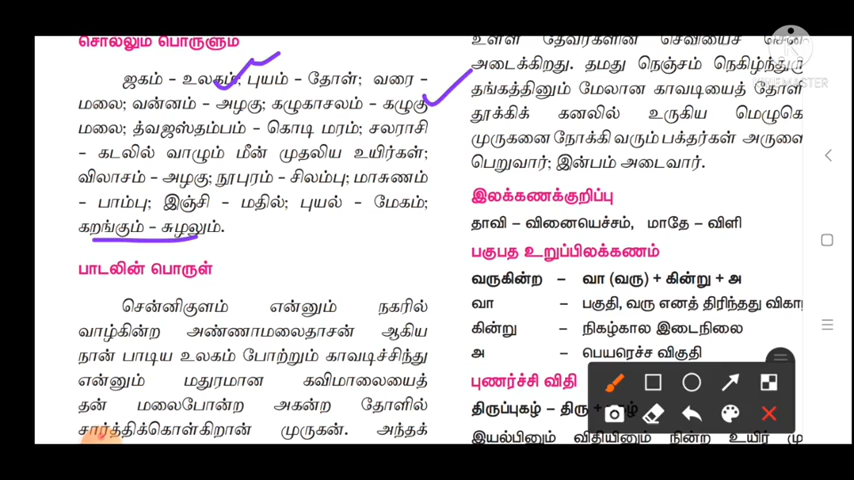 சொல்லும் பொருளும்
ஜகம் – உலகம்; புயம் – தோள்; வரை –
மலை; வன்னம் – அழகு; கழுகாசலம் – கழுகு
மலை; த்வஜஸ்தம்பம் – கொடி மரம்; சலராசி
– கடலில் வாழும் மீன் முதலிய உயிர்கள்;
விலாசம் – அழகு; நூபுரம் – சிலம்பு; மாசுணம்
– பாம்பு; இஞ்சி – மதில்; புயல் – மேகம்;
கறங்கும் – சுழலும்.
பாடலின் பொருள்
சென்னிகுளம் என்னும் நகரில்
வாழ்கின்ற அண்ணாமலைதாசன் ஆகிய
நான் பாடிய உலகம் போற்றும் காவடிச்சிந்து
என்னும் மதுரமான கவிமாலையைத்
தன் மலைபோன்ற அகன்ற தோளில்
சார்த்திக்கொள்கிறான் முருகன். அந்தக்
உள்ள தேவர்களின் செவியைச் சென்
அடைக்கிறது. தமது நெஞ்சம் நெகிழ்ந்துரு
தங்கத்தினும் மேலான காவடியைத் தோளி
தூக்கிக் கனலில் உருகிய மெழுகெ
முருகனை நோக்கி வரும் பக்தர்கள் அருளை
பெறுவார்; இன்பம் அடைவார்.
இலக்கணக்குறிப்பு
தாவி – வினையெச்சம், மாதே – விளி
பகுபத உறுப்பிலக்கணம்
வருகின்ற – வா (வரு) + கின்று + அ
வா – பகுதி, வரு எனத் திரிந்தது விகா
கின்று – நிகழ்கால இடைநிலை
அ – பெயரெச்ச விகுதி
புணர்ச்சி விதி
திருப்புகழ் – திரு +
இயல்பினும் விதியினும் நின்ற உயிர் மு